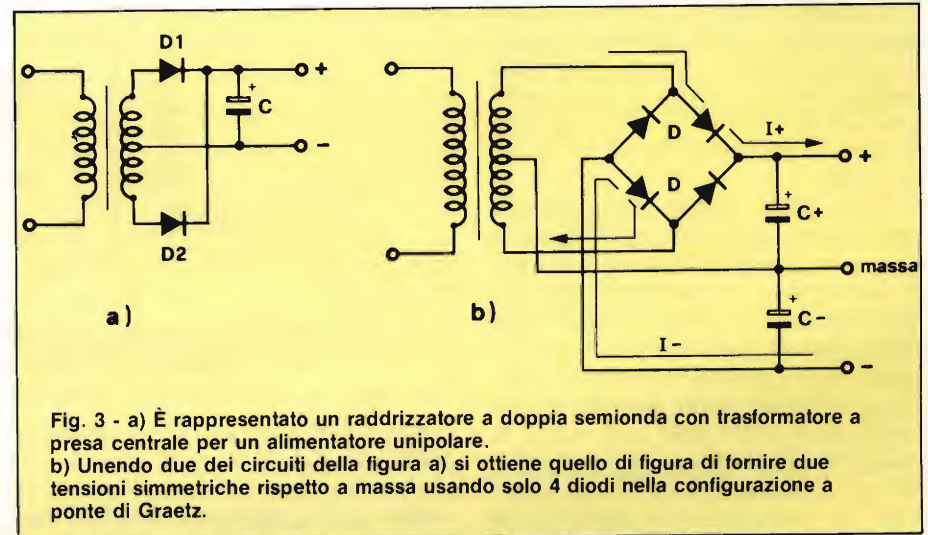 D1
+
+
C
-
D2
a)
b)
D
I+
+
D
+
C+
massa
+
C-
I-
-
Fig. 3 - a) È rappresentato un raddrizzatore a doppia semionda con trasformatore a
presa centrale per un alimentatore unipolare.
b) Unendo due dei circuiti della figura a) si ottiene quello di figura di fornire due
tensioni simmetriche rispetto a massa usando solo 4 diodi nella configurazione a
ponte di Graetz.